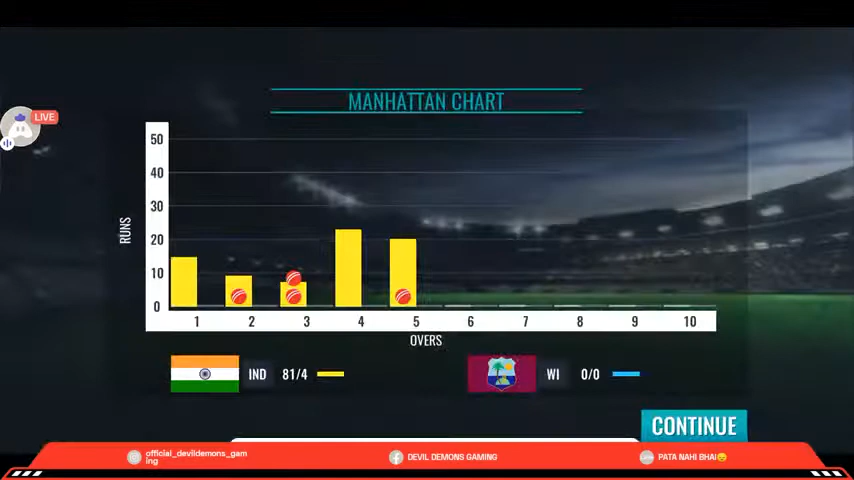 MANHATTAN CHART
LIVE
50
40
30
20
10
0
RUNS
1 2 3 4 5 6 7 8 9 10
OVERS
IND 81/4
WI 0/0
CONTINUE
official_devildemons_gam
ing
DEVIL DEMONS GAMING
PATA NAHI BHAI😔